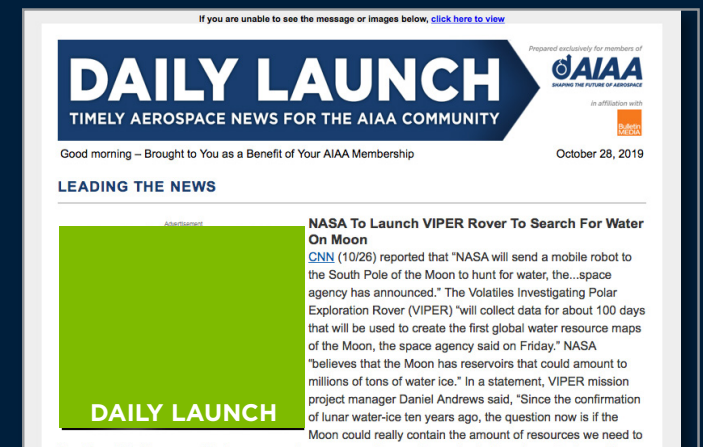 If you are unable to see the message or images below, click here to view
DAILY LAUNCH
TIMELY AEROSPACE NEWS FOR THE AIAA COMMUNITY
Prepared exclusively for members of
AIAA
SHAPING THE FUTURE OF AEROSPACE
in affiliation with
Bulletin
MEDIA
Good morning – Brought to You as a Benefit of Your AIAA Membership
October 28, 2019
LEADING THE NEWS
Advertisement
DAILY LAUNCH
NASA To Launch VIPER Rover To Search For Water
On Moon
CNN (10/26) reported that “NASA will send a mobile robot to
the South Pole of the Moon to hunt for water, the...space
agency has announced.” The Volatiles Investigating Polar
Exploration Rover (VIPER) “will collect data for about 100 days
that will be used to create the first global water resource maps
of the Moon, the space agency said on Friday.” NASA
“believes that the Moon has reservoirs that could amount to
millions of tons of water ice.” In a statement, VIPER mission
project manager Daniel Andrews said, “Since the confirmation
of lunar water-ice ten years ago, the question now is if the
Moon could really contain the amount of resources we need to